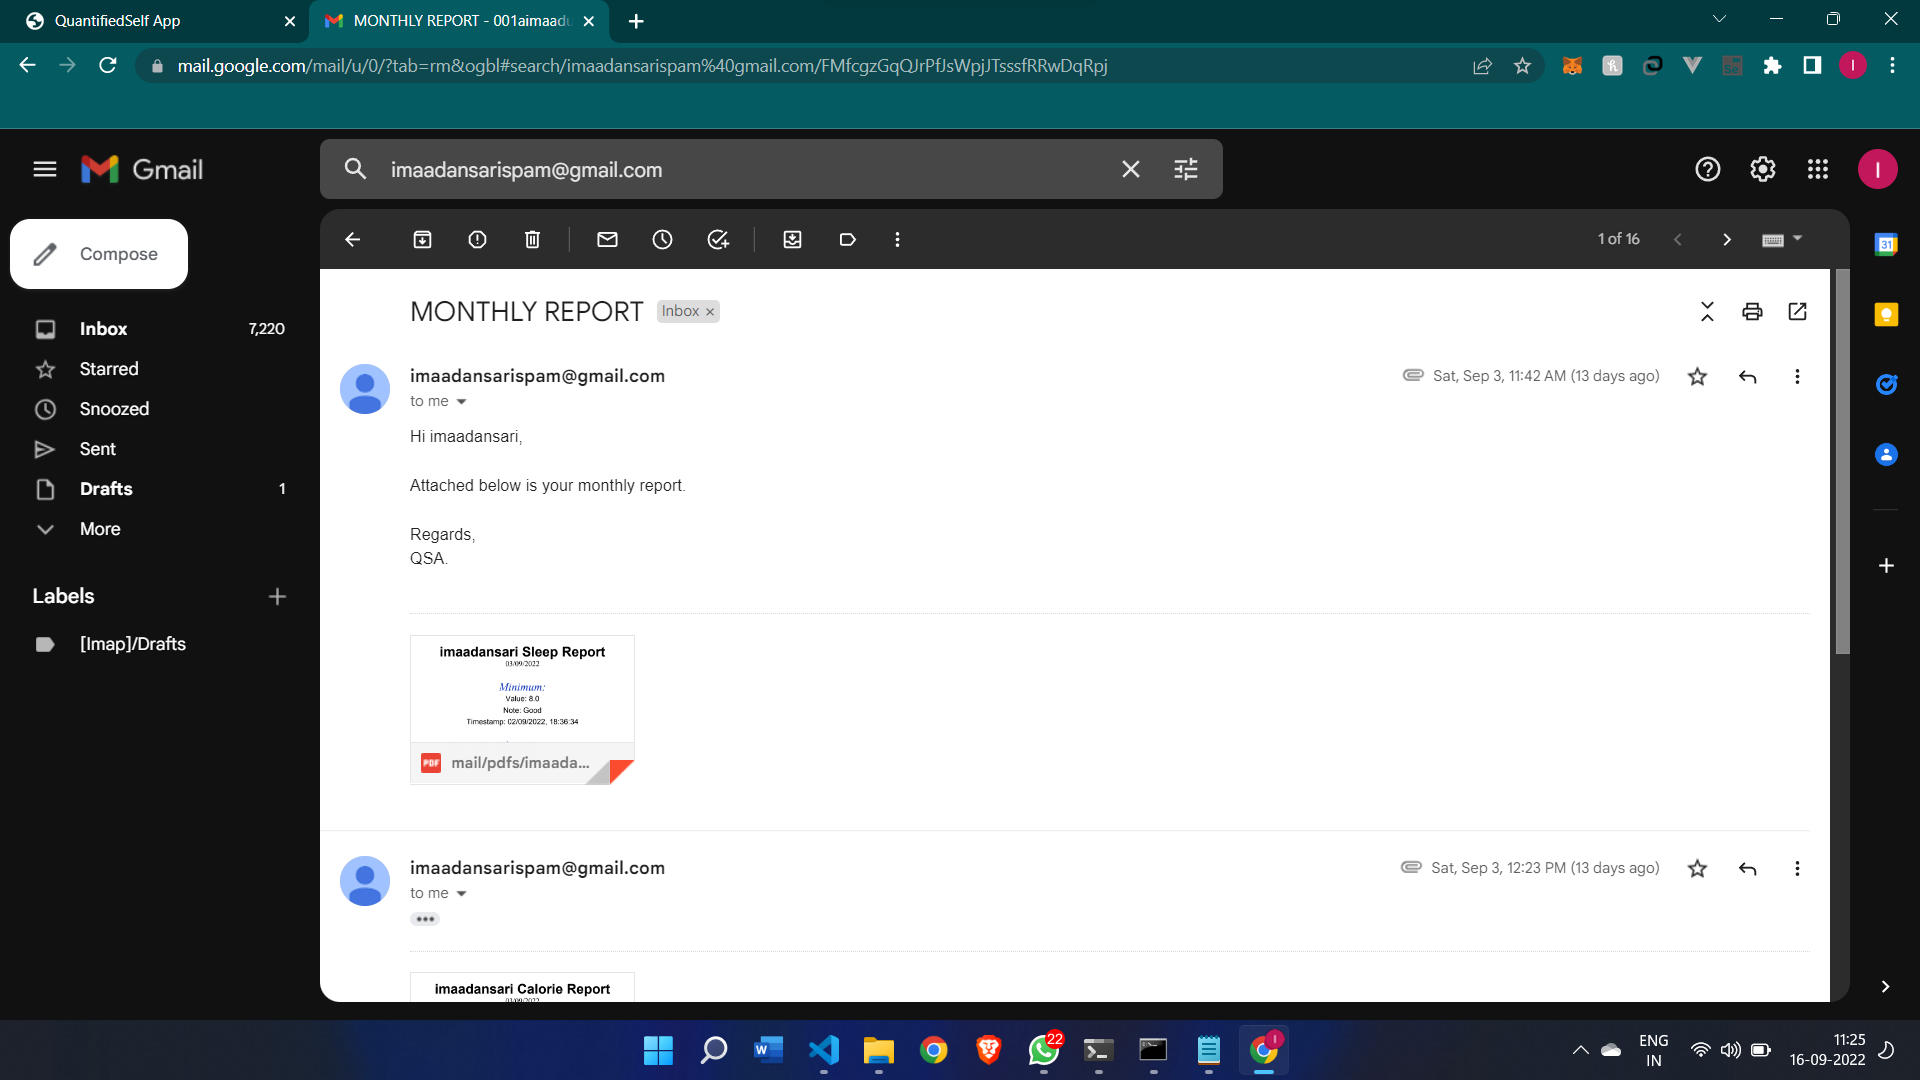 QuantifiedSelf App
MONTHLY REPORT - 001aimaadu
mail.google.com/mail/u/0/?tab=rm&ogbl#search/imaadansarispam%40gmail.com/FMfcgzGqQJrPfJsWpjJTsssfRRwDqRpj
I
Gmail
imaadansarispam@gmail.com
I
Compose
1 of 16
31
Inbox 7,220
Starred
Snoozed
Sent
Drafts 1
More
Labels
[Imap]/Drafts
MONTHLY REPORT Inbox
imaadansarispam@gmail.com Sat, Sep 3, 11:42 AM (13 days ago)
to me
Hi imaadansari,
Attached below is your monthly report.
Regards,
QSA.
imaadansari Sleep Report
03/09/2022
Minimum:
Value: 8.0
Note: Good
Timestamp: 02/09/2022, 18:36:34
PDF mail/pdfs/imaada...
imaadansarispam@gmail.com Sat, Sep 3, 12:23 PM (13 days ago)
to me
imaadansari Calorie Report
03/09/2022
W
22
I
ENG
IN
11:25
16-09-2022